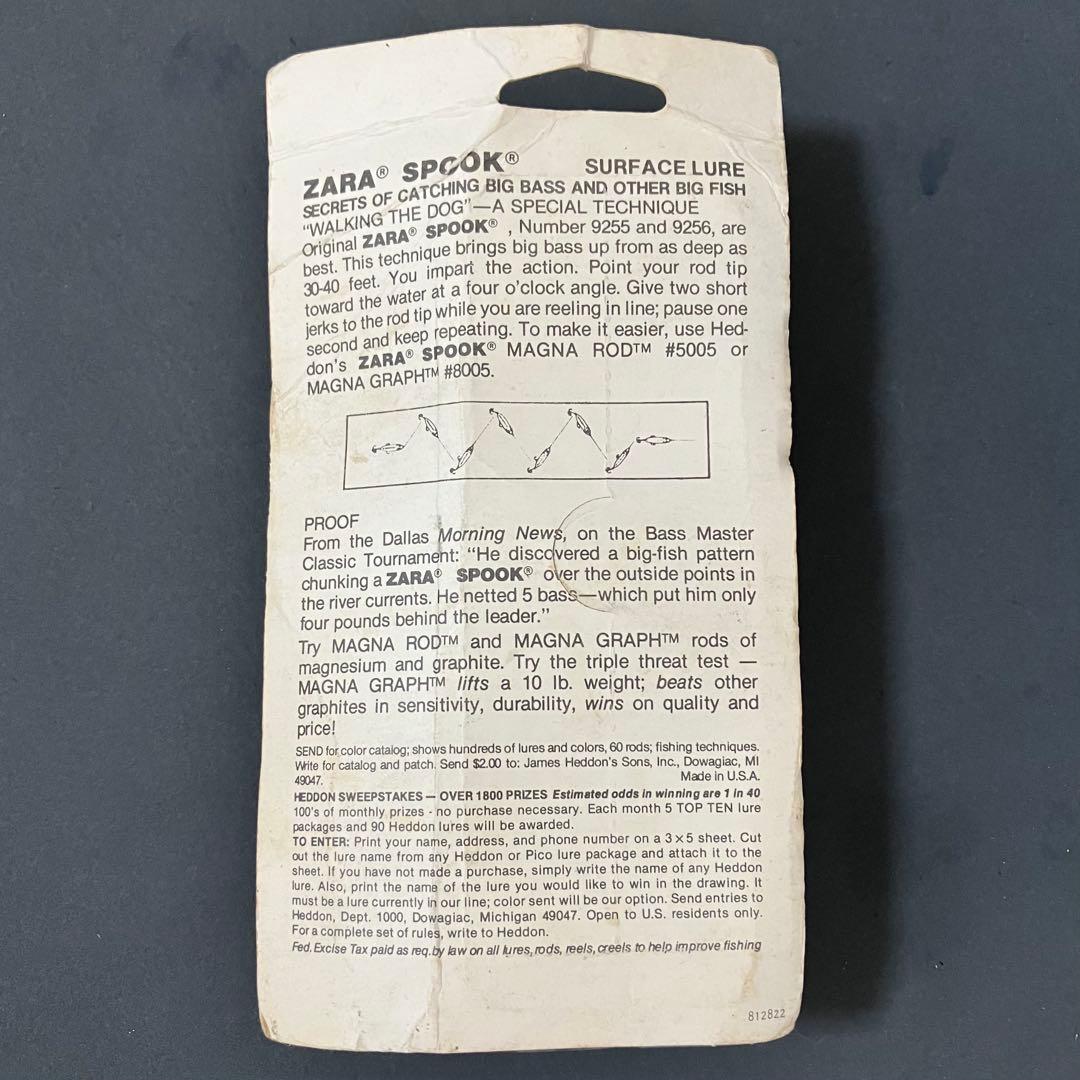 ZARA® SPOOK® SURFACE LURE
SECRETS OF CATCHING BIG BASS AND OTHER BIG FISH
"WALKING THE DOG"—A SPECIAL TECHNIQUE
Original ZARA® SPOOK® , Number 9255 and 9256, are
best. This technique brings big bass up from as deep as
30-40 feet. You impart the action. Point your rod tip
toward the water at a four o'clock angle. Give two short
jerks to the rod tip while you are reeling in line; pause one
second and keep repeating. To make it easier, use Hed-
don's ZARA® SPOOK® MAGNA ROD™ #5005 or
MAGNA GRAPH™ #8005.
PROOF
From the Dallas Morning News, on the Bass Master
Classic Tournament: "He discovered a big-fish pattern
chunking a ZARA® SPOOK® over the outside points in
the river currents. He netted 5 bass—which put him only
four pounds behind the leader."
Try MAGNA ROD™ and MAGNA GRAPH™ rods of
magnesium and graphite. Try the triple threat test —
MAGNA GRAPH™ lifts a 10 lb. weight; beats other
graphites in sensitivity, durability, wins on quality and
price!
SEND for color catalog; shows hundreds of lures and colors, 60 rods; fishing techniques.
Write for catalog and patch. Send $2.00 to: James Heddon's Sons, Inc., Dowagiac, MI
49047. Made in U.S.A.
HEDDON SWEEPSTAKES — OVER 1800 PRIZES Estimated odds in winning are 1 in 40
100's of monthly prizes - no purchase necessary. Each month 5 TOP TEN lure
packages and 90 Heddon lures will be awarded.
TO ENTER: Print your name, address, and phone number on a 3 × 5 sheet. Cut
out the lure name from any Heddon or Pico lure package and attach it to the
sheet. If you have not made a purchase, simply write the name of any Heddon
lure. Also, print the name of the lure you would like to win in the drawing. It
must be a lure currently in our line; color sent will be our option. Send entries to
Heddon, Dept. 1000, Dowagiac, Michigan 49047. Open to U.S. residents only.
For a complete set of rules, write to Heddon.
Fed. Excise Tax paid as req. by law on all lures, rods, reels, creels to help improve fishing
812822